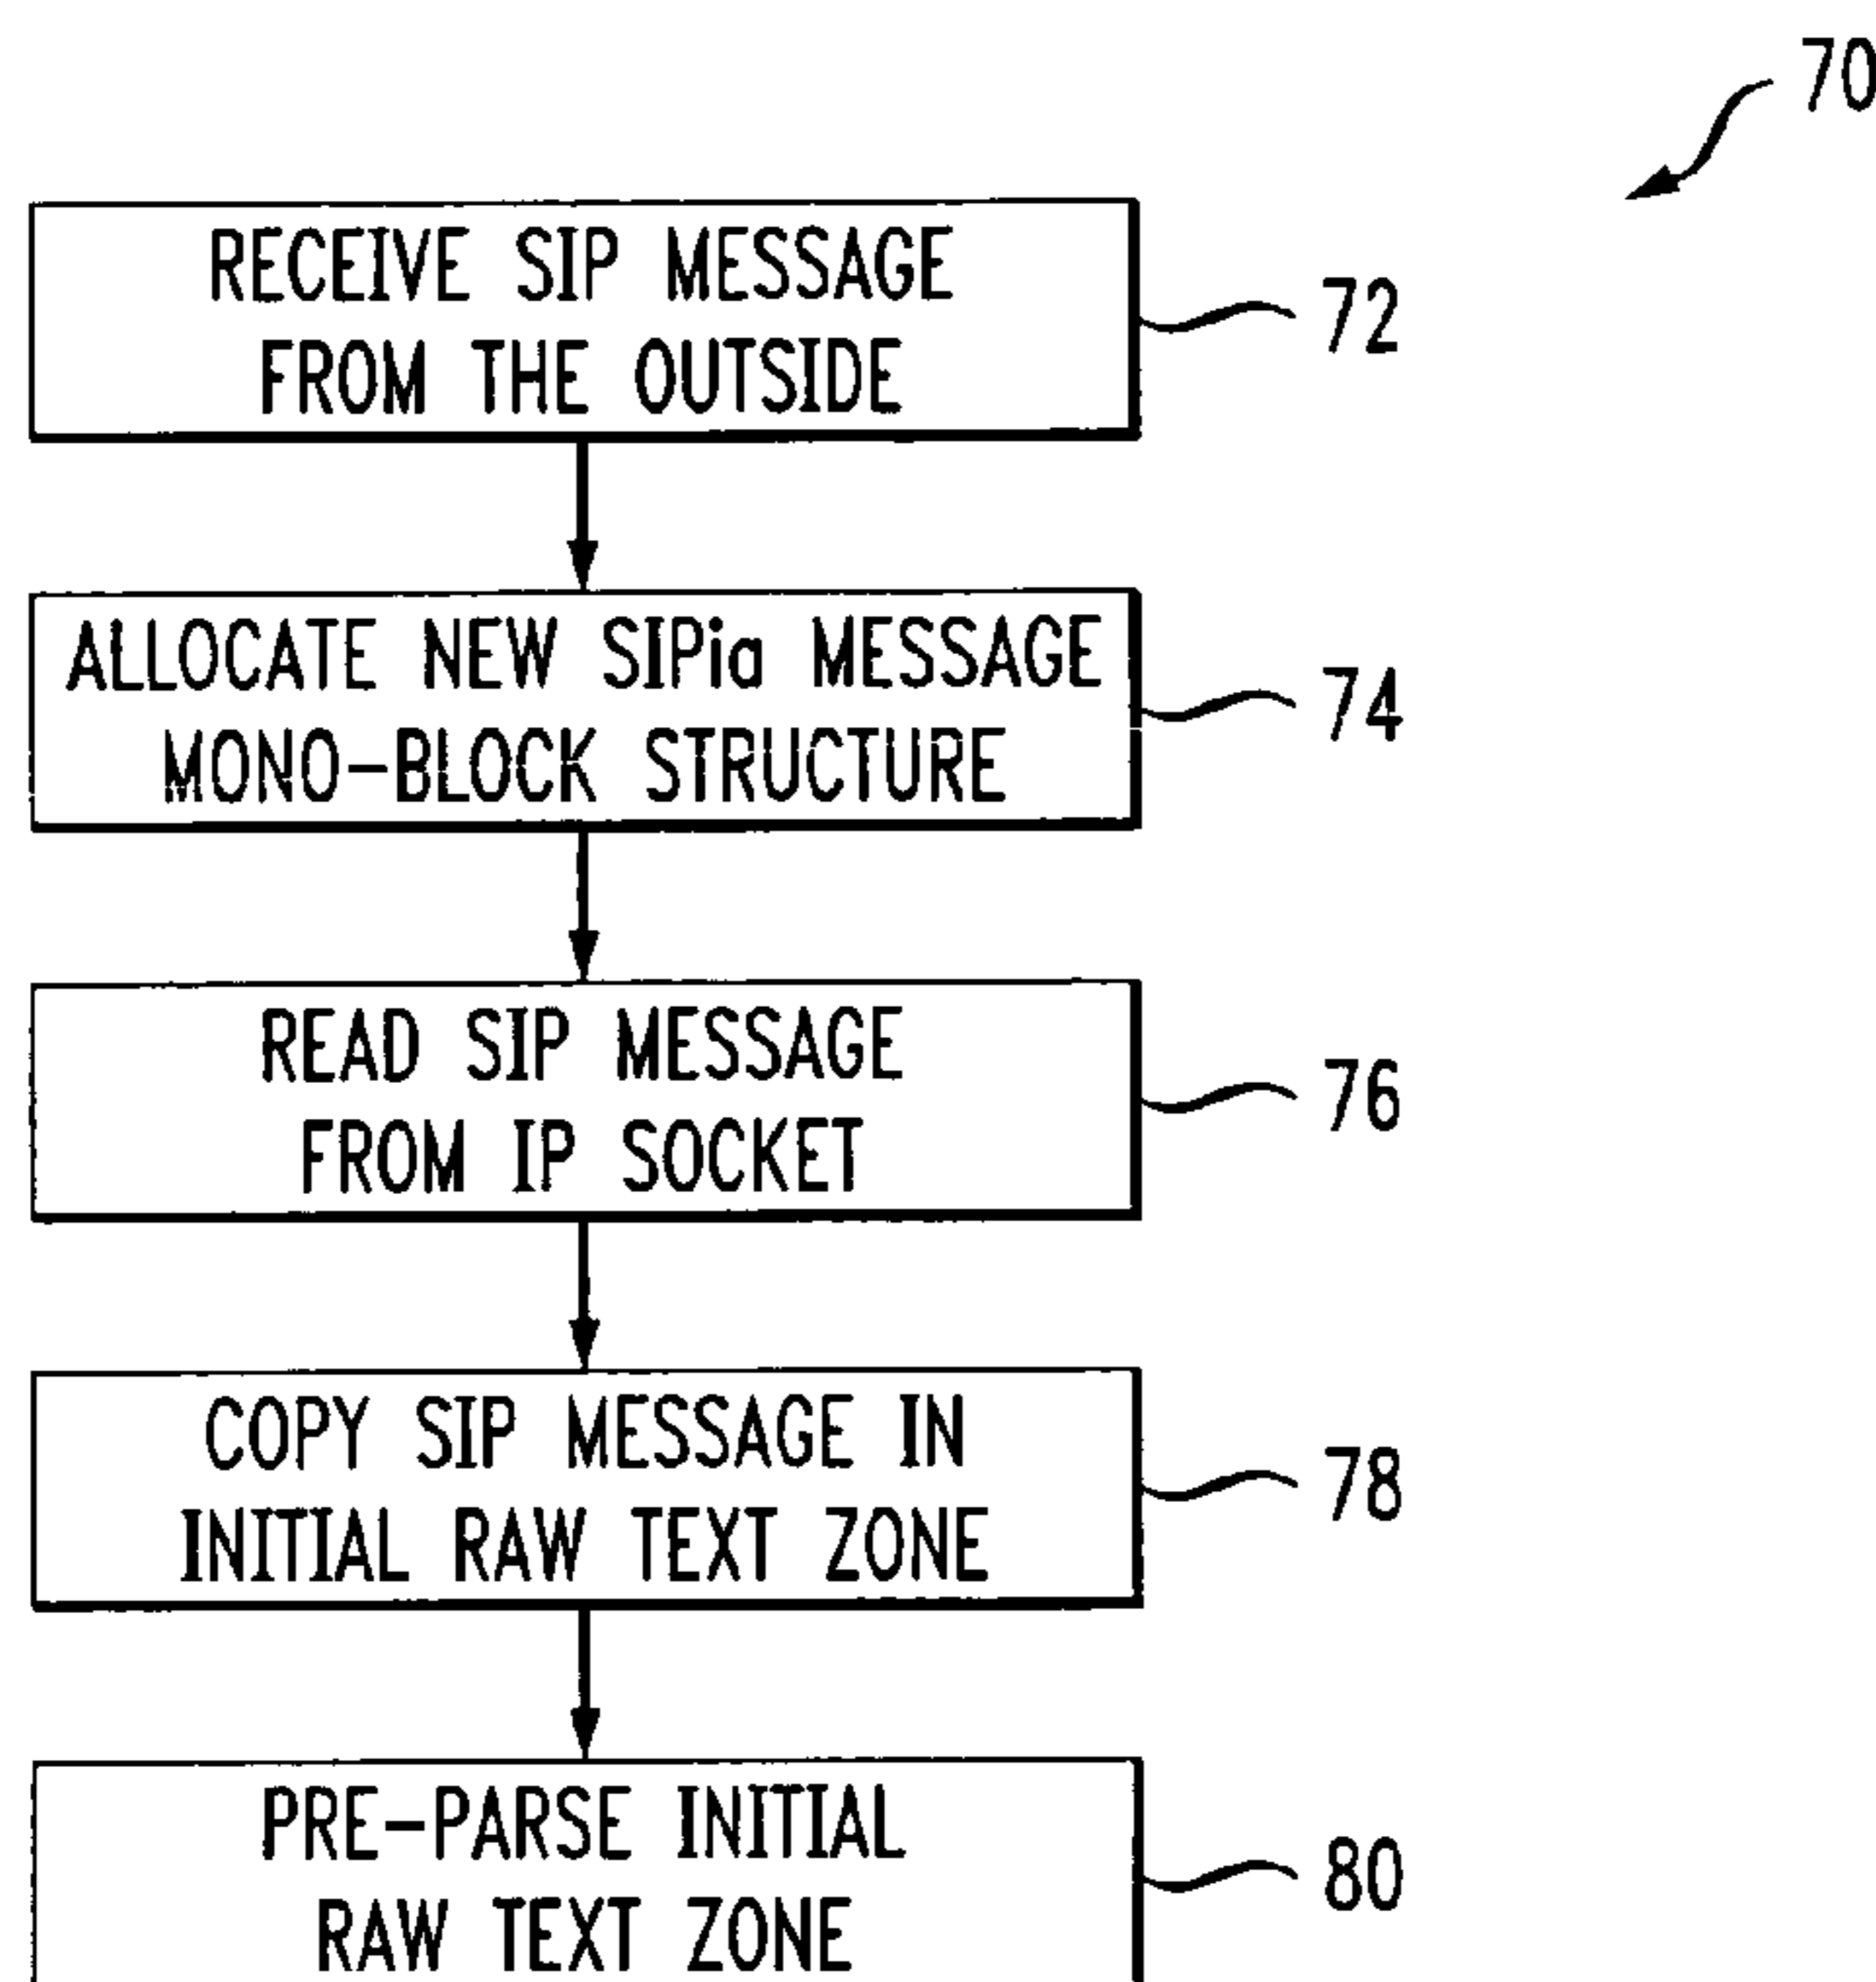 70
RECEIVE SIP MESSAGE
FROM THE OUTSIDE
72
ALLOCATE NEW SIPia MESSAGE
MONO-BLOCK STRUCTURE
74
READ SIP MESSAGE
FROM IP SOCKET
76
COPY SIP MESSAGE IN
INITIAL RAW TEXT ZONE
78
PRE-PARSE INITIAL
RAW TEXT ZONE
80